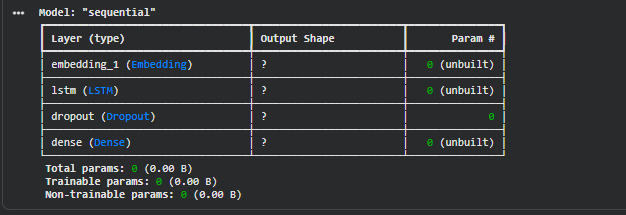 Model: "sequential"
Layer (type) Output Shape Param #
embedding_1 (Embedding) ? 0 (unbuilt)
lstm (LSTM) ? 0 (unbuilt)
dropout (Dropout) ? 0
dense (Dense) ? 0 (unbuilt)
Total params: 0 (0.00 B)
Trainable params: 0 (0.00 B)
Non-trainable params: 0 (0.00 B)